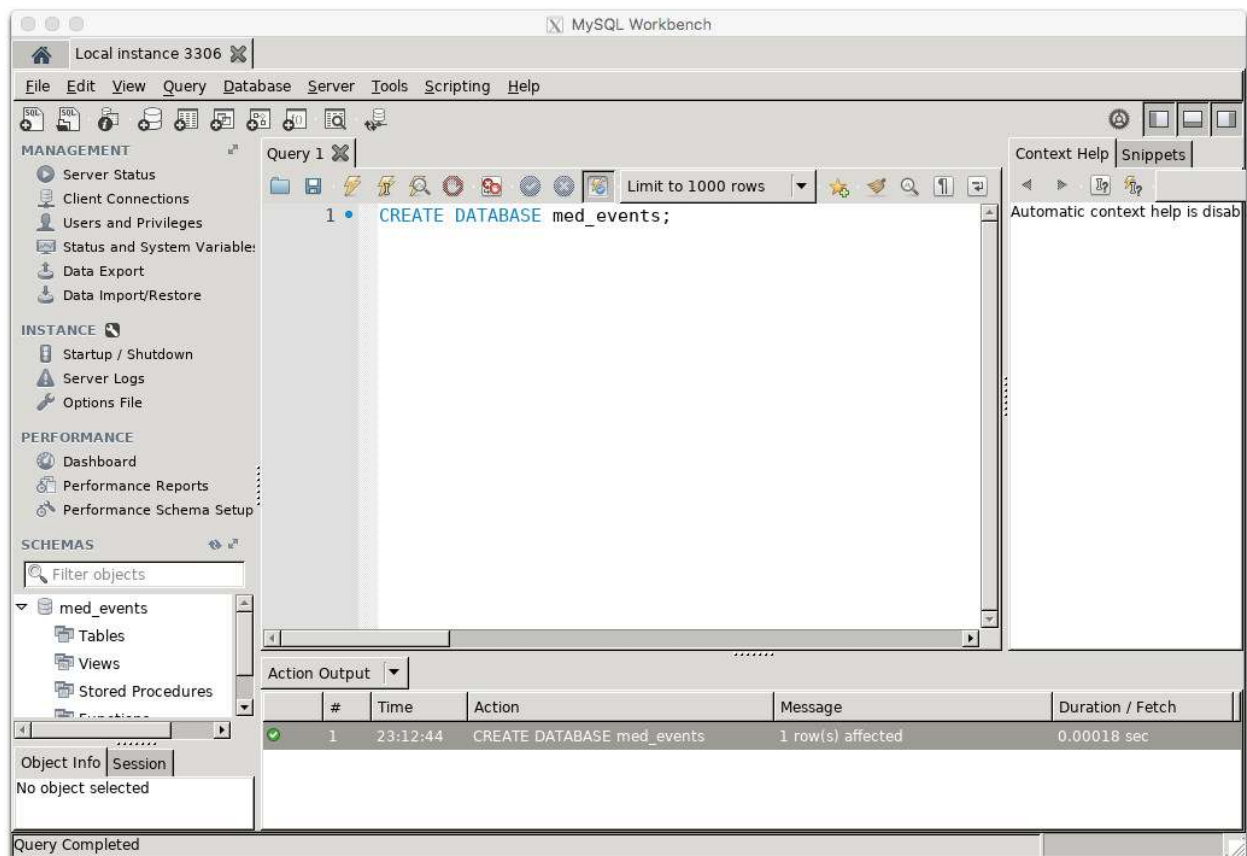 MySQL Workbench
Local instance 3306
File Edit View Query Database Server Tools Scripting Help
MANAGEMENT
Server Status
Client Connections
Users and Privileges
Status and System Variable
Data Export
Data Import/Restore
INSTANCE
Startup / Shutdown
Server Logs
Options File
PERFORMANCE
Dashboard
Performance Reports
Performance Schema Setup
SCHEMAS
Filter objects
med_events
Tables
Views
Stored Procedures
Object Info Session
No object selected
Query 1
Limit to 1000 rows
1 CREATE DATABASE med_events;
Context Help Snippets
Automatic context help is disab
Action Output
# Time Action Message Duration / Fetch
1 23:12:44 CREATE DATABASE med_events 1 row(s) affected 0.00018 sec
Query Completed